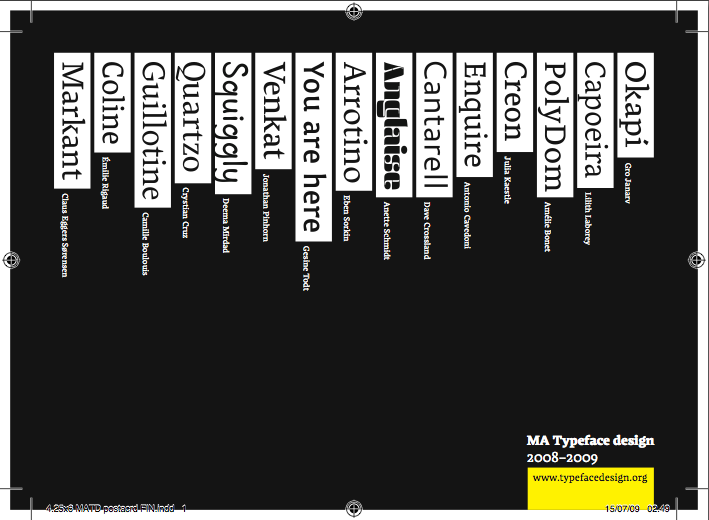 Okapi
Gro Janarv
Capoeira
Lilith Laborey
PolyDom
Amélie Bonet
Creon
Julia Kaestle
Enquire
Antonio Cavedoni
Cantarell
Dave Crossland
Anglaise
Anette Schmidt
Arrotino
Eben Sorkin
You are here
Gesine Todt
Venkat
Jonathan Pinhorn
Squiggly
Deema Mirdad
Quartzo
Crystian Cruz
Guillotine
Camille Boulouis
Coline
Émilie Rigaud
Markant
Claus Eggers Sørensen
MA Typeface design
2008–2009
www.typefacedesign.org
4.25x6 MATD postacrd FIN.indd 1
15/07/09 02.43